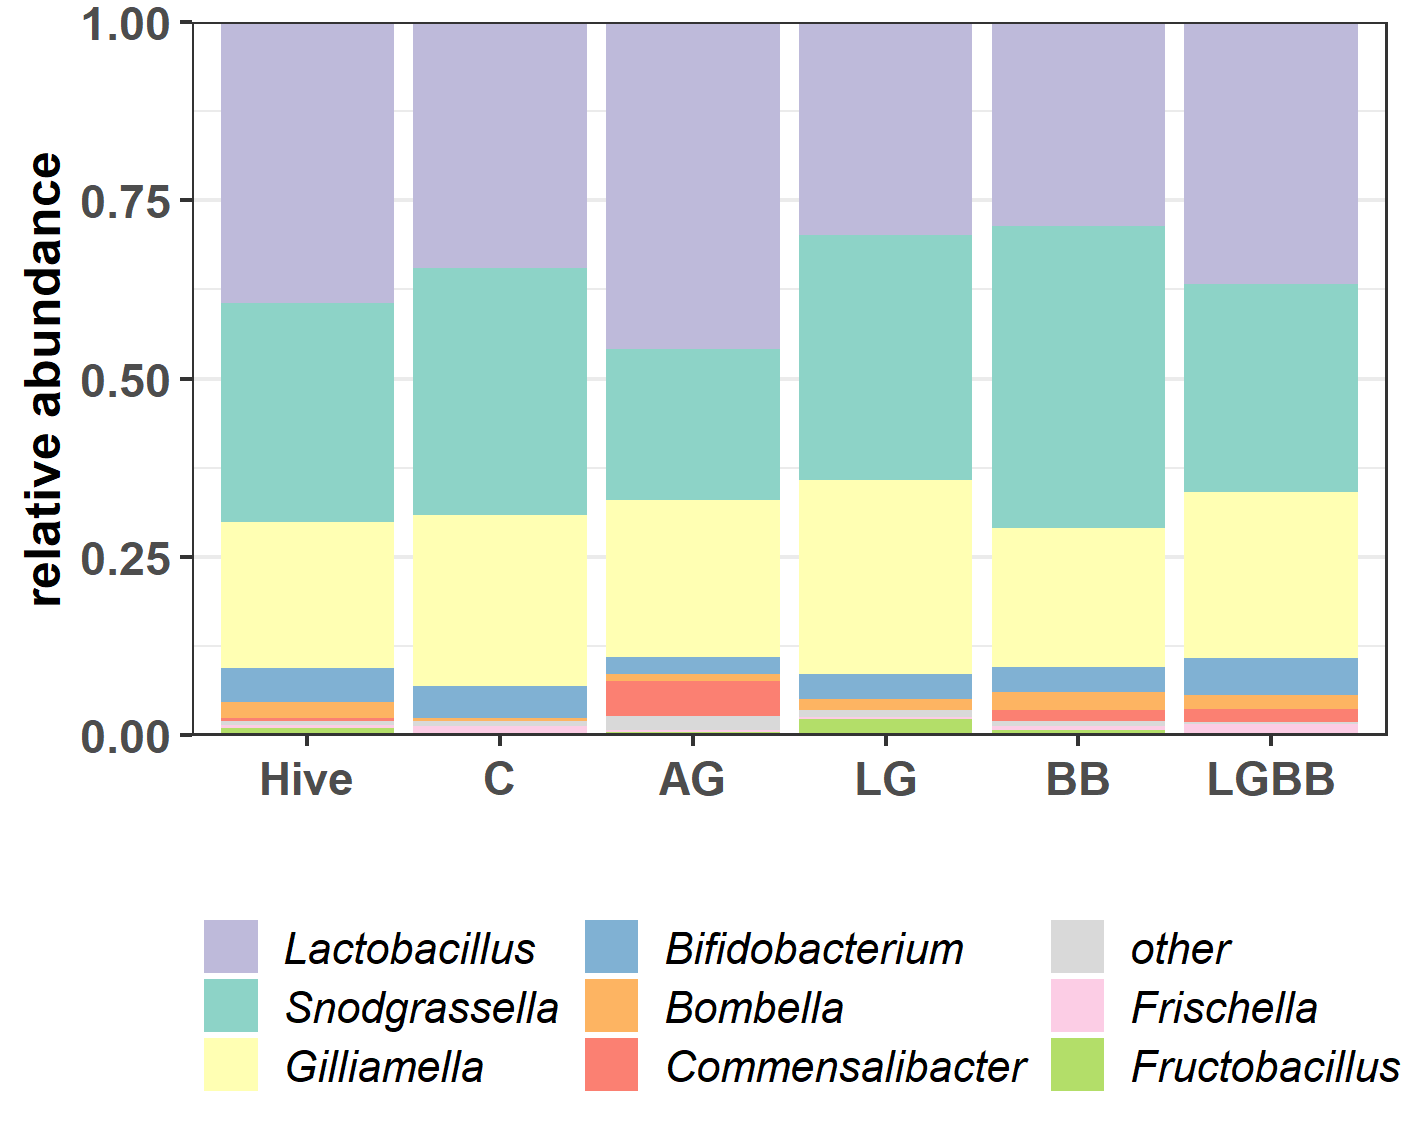 relative abundance
1.00
0.75
0.50
0.25
0.00
Hive C AG LG BB LGBB
Lactobacillus Bifidobacterium other
Snodgrassella Bombella Frischella
Gilliamella Commensalibacter Fructobacillus